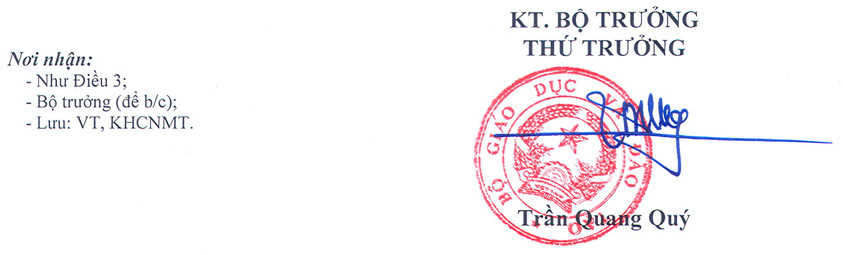 KT. BỘ TRƯỞNG
THỨ TRƯỞNG
Nơi nhận:
- Như Điều 3;
- Bộ trưởng (để b/c);
- Lưu: VT, KHCNMT.
BỘ GIÁO DỤC VÀ ĐÀO
Trần Quang Quý